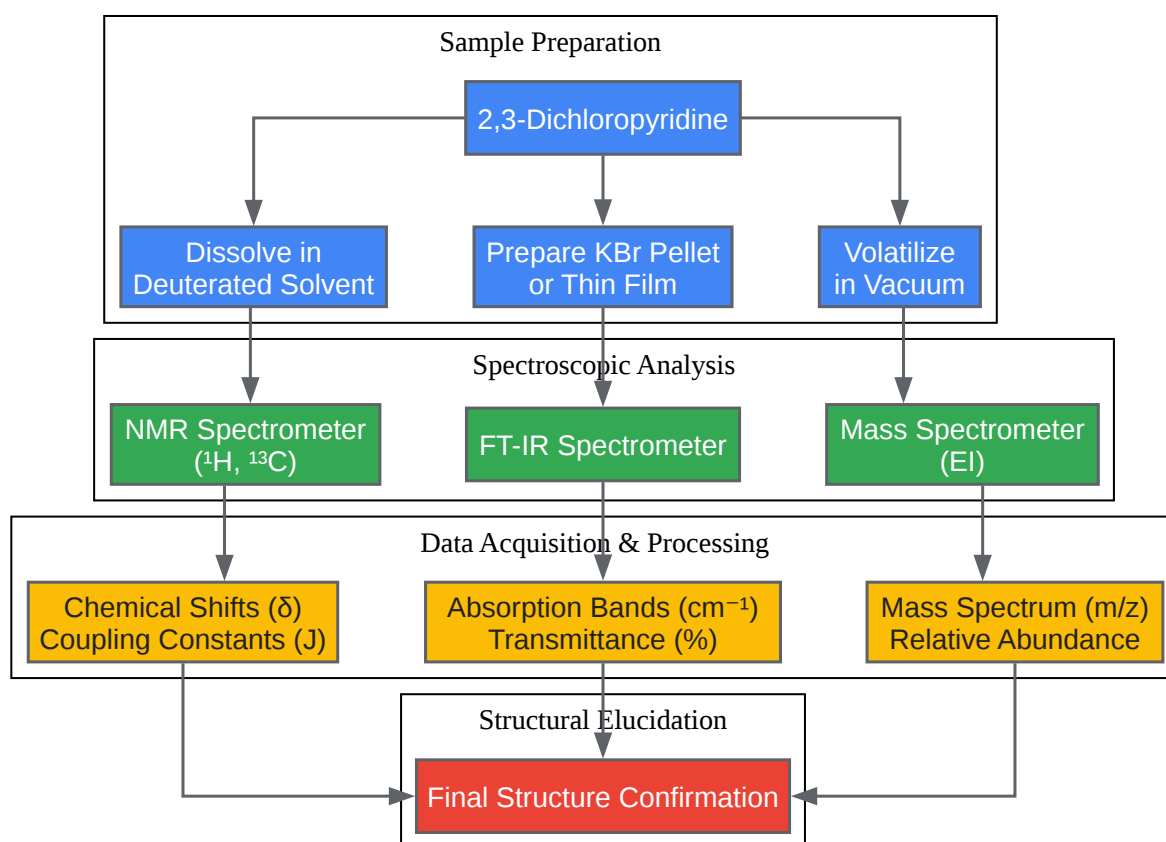 Sample Preparation
2,3-Dichloropyridine
Dissolve in
Deuterated Solvent
Prepare KBr Pellet
or Thin Film
Volatilize
in Vacuum
Spectroscopic Analysis
NMR Spectrometer
(¹H, ¹³C)
FT-IR Spectrometer
Mass Spectrometer
(EI)
Data Acquisition & Processing
Chemical Shifts (δ)
Coupling Constants (J)
Absorption Bands (cm⁻¹)
Transmittance (%)
Mass Spectrum (m/z)
Relative Abundance
Structural Elucidation
Final Structure Confirmation